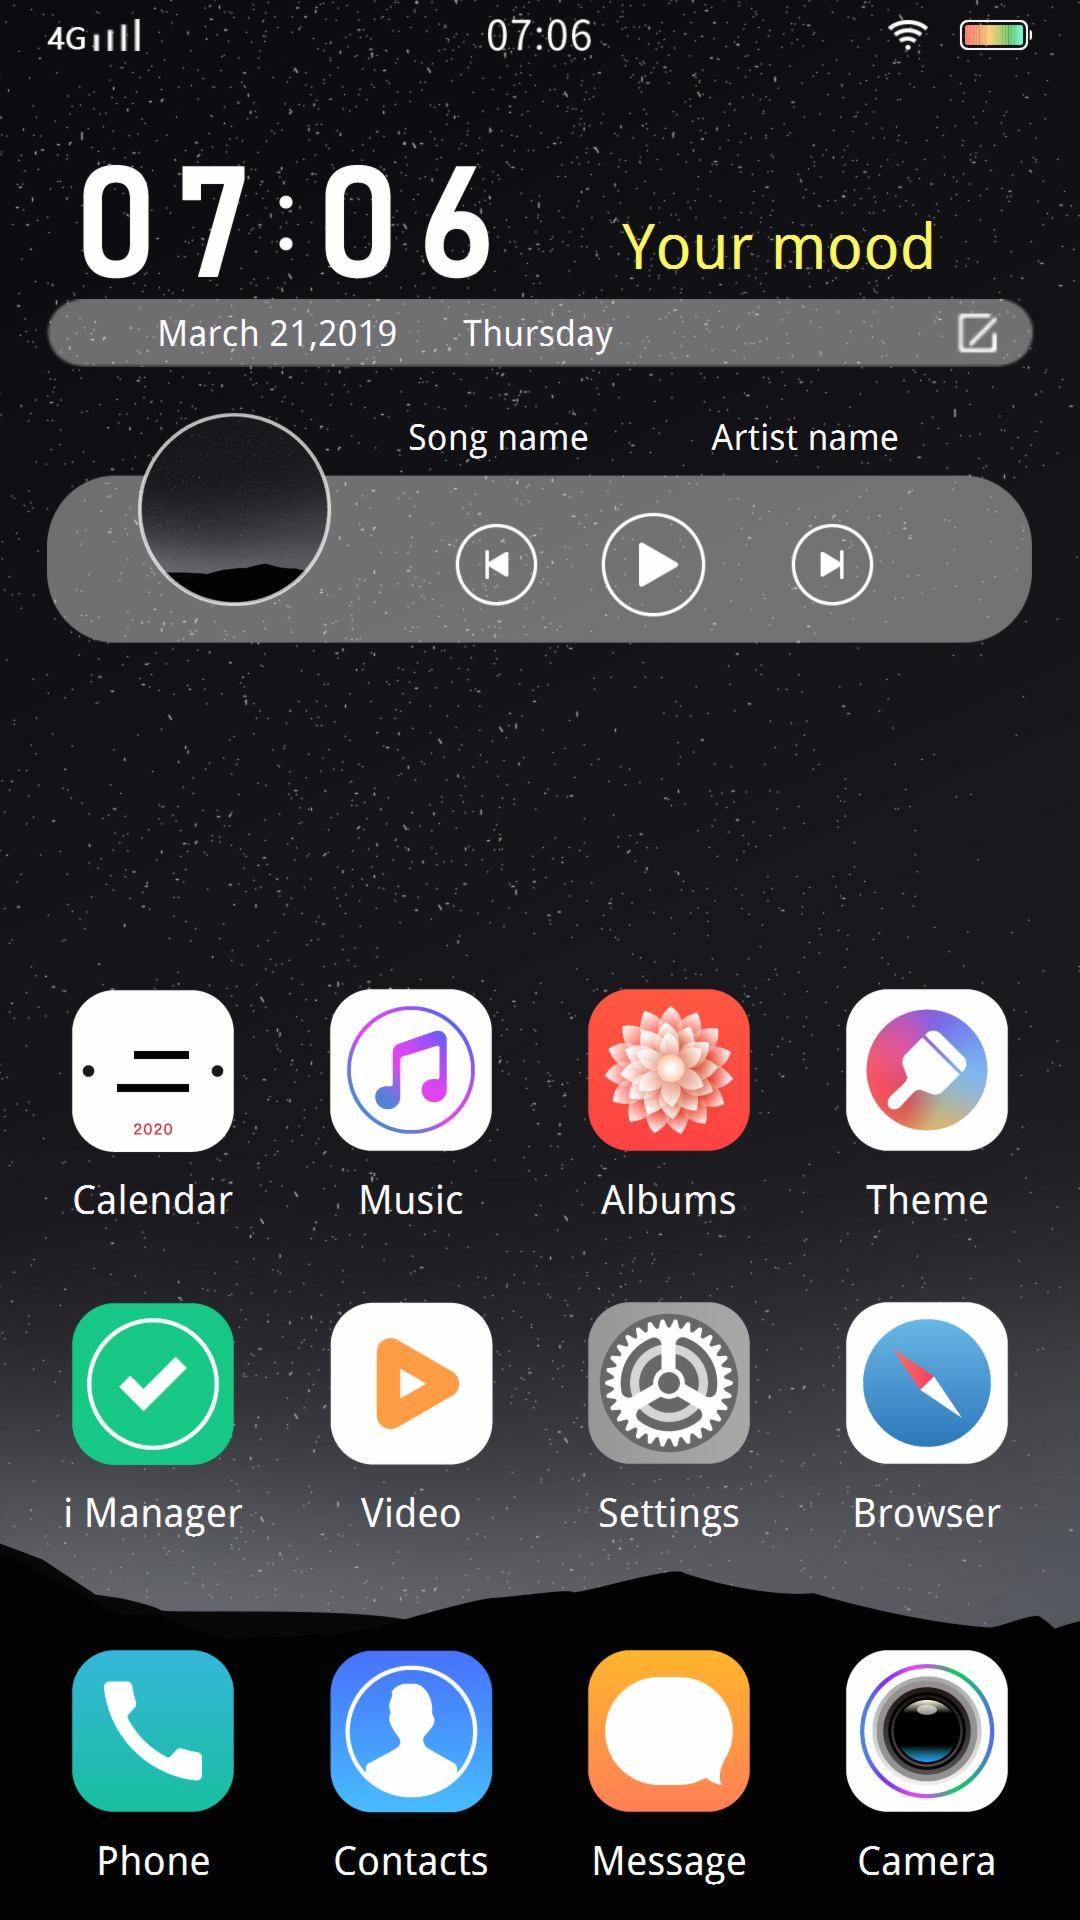 4G 07:06
07:06 Your mood
March 21,2019 Thursday
Song name Artist name
2020
Calendar Music Albums Theme
i Manager Video Settings Browser
Phone Contacts Message Camera